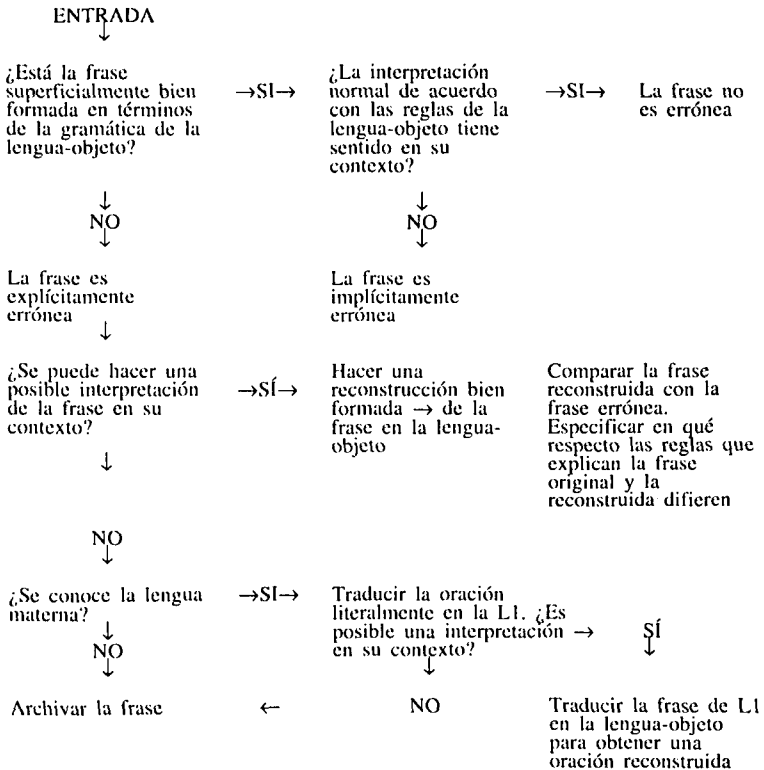 ENTRADA
↓
¿Está la frase
superficialmente bien
formada en términos
de la gramática de la
lengua-objeto?
→SI→
¿La interpretación
normal de acuerdo
con las reglas de la
lengua-objeto tiene
sentido en su
contexto?
→SI→
La frase no
es errónea
↓
NO
↓
↓
NO
↓
La frase es
explícitamente
errónea
↓
La frase es
implícitamente
errónea
¿Se puede hacer una
posible interpretación
de la frase en su
contexto?
→SÍ→
Hacer una
reconstrucción bien
formada → de la
frase en la lengua-
objeto
Comparar la frase
reconstruida con la
frase errónea.
Especificar en qué
respecto las reglas que
explican la frase
original y la
reconstruida difieren
↓
NO
↓
¿Se conoce la lengua
materna?
→SI→
Traducir la oración
literalmente en la L1. ¿Es
posible una interpretación →
en su contexto?
SÍ
↓
↓
NO
↓
↓
Archivar la frase
←
NO
Traducir la frase de L1
en la lengua-objeto
para obtener una
oración reconstruida